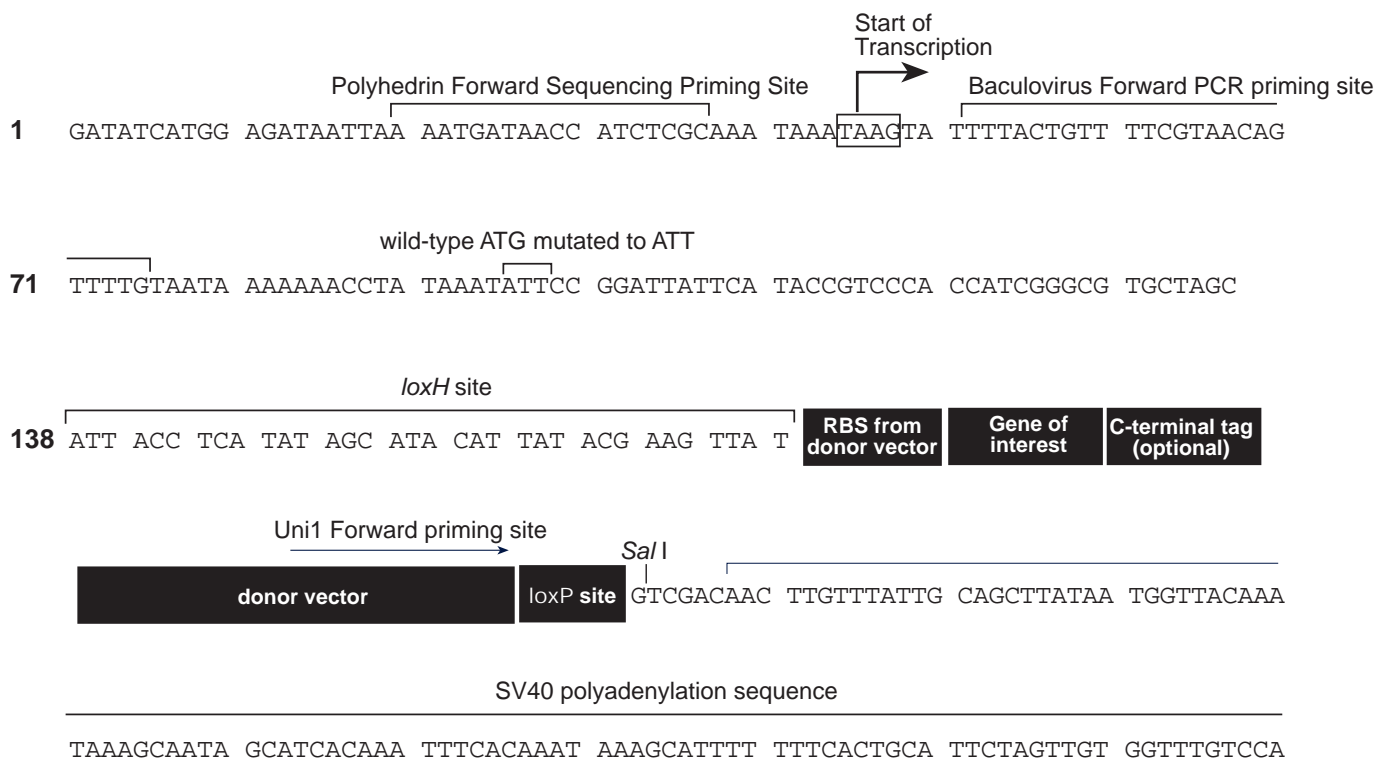 Start of
Transcription
Polyhedrin Forward Sequencing Priming Site
Baculovirus Forward PCR priming site
1 GATATCATGG AGATAATTAA AATGATAACC ATCTCGCAAA TAAATAAGTA TTTTACTGTT TTCGTAACAG
wild-type ATG mutated to ATT
71 TTTTGTAATA AAAAAACCTA TAAATATTCC GGATTATTCA TACCGTCCCA CCATCGGGCG TGCTAGC
loxH site
138 ATT ACC TCA TAT AGC ATA CAT TAT ACG AAG TTA T
RBS from
donor vector
Gene of
interest
C-terminal tag
(optional)
Uni1 Forward priming site
Sal I
donor vector
loxP site
GTCGACAAC TTGTTTATTG CAGCTTATAA TGGTTACAAA
SV40 polyadenylation sequence
TAAAGCAATA GCATCACAAA TTTCACAAAT AAAGCATTTT TTTCACTGCA TTCTAGTTGT GGTTTGTCCA